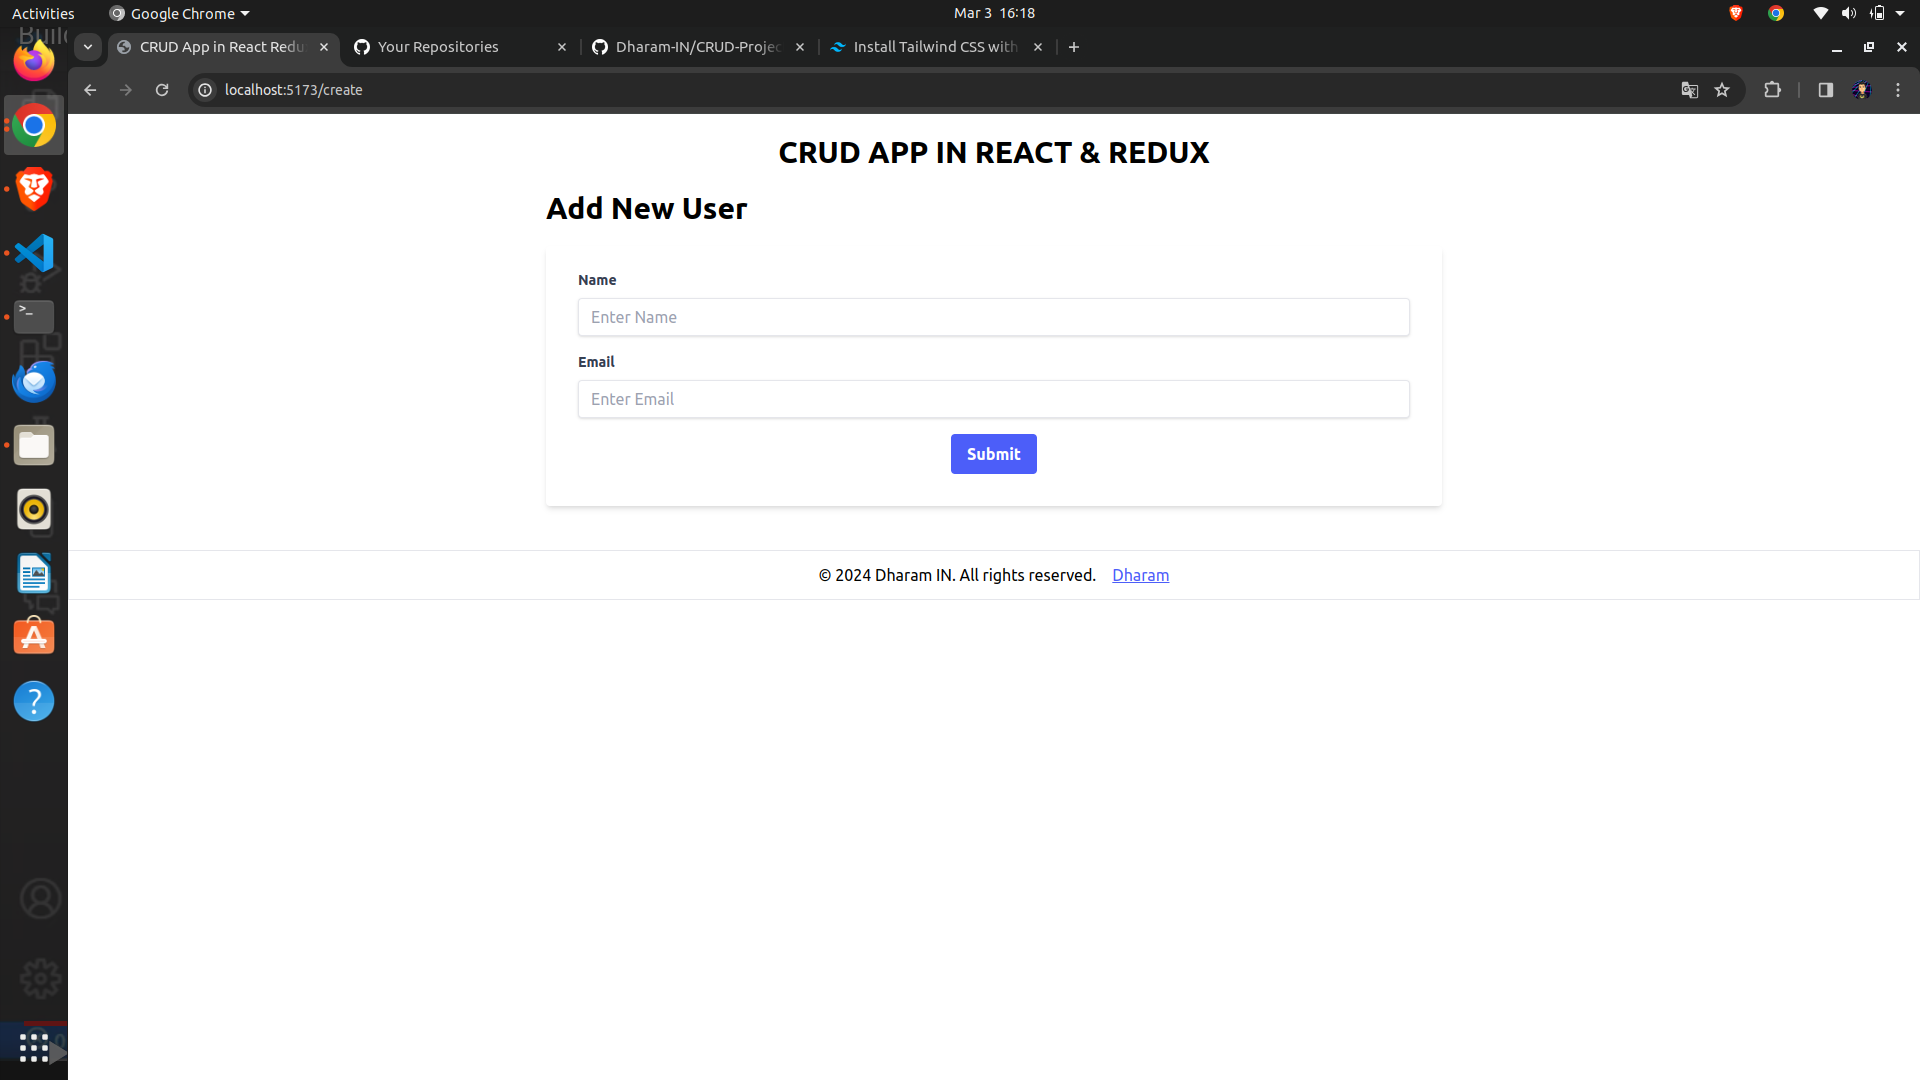 Activities
Google Chrome
Mar 3 16:18
CRUD App in React Redu
Your Repositories
Dharam-IN/CRUD-Projec
Install Tailwind CSS with
localhost:5173/create
CRUD APP IN REACT & REDUX
Add New User
Name
Enter Name
Email
Enter Email
Submit
© 2024 Dharam IN. All rights reserved. Dharam